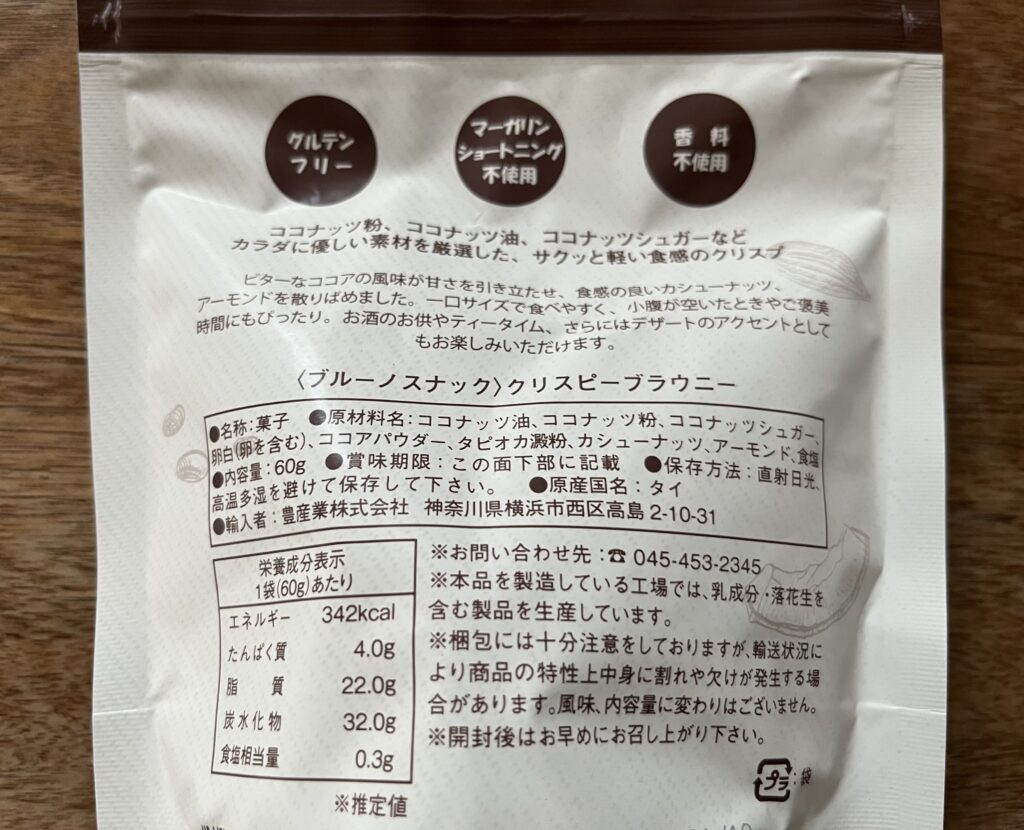 グルテン
フリー
マーガリン
ショートニング
不使用
香料
不使用
ココナッツ粉、ココナッツ油、ココナッツシュガーなど
カラダに優しい素材を厳選した、サクッと軽い食感のクリスプ
ビターなココアの風味が甘さを引き立たせ、食感の良いカシューナッツ、
アーモンドを散りばめました。一口サイズで食べやすく、小腹が空いたときやご褒美
時間にもぴったり。お酒のお供やティータイム、さらにはデザートのアクセントとして
もお楽しみいただけます。
〈ブルーノスナック〉クリスピーブラウニー
●名称:菓子 ●原材料名:ココナッツ油、ココナッツ粉、ココナッツシュガー、
卵白(卵を含む)、ココアパウダー、タピオカ澱粉、カシューナッツ、アーモンド、食塩
●内容量:60g ●賞味期限:この面下部に記載 ●保存方法:直射日光、
高温多湿を避けて保存して下さい。 ●原産国名:タイ
●輸入者:豊産業株式会社 神奈川県横浜市西区高島2-10-31
栄養成分表示
1袋(60g)あたり
エネルギー 342kcal
たんぱく質 4.0g
脂質 22.0g
炭水化物 32.0g
食塩相当量 0.3g
※推定値
※お問い合わせ先:☎ 045-453-2345
※本品を製造している工場では、乳成分・落花生を
含む製品を生産しています。
※梱包には十分注意をしておりますが、輸送状況に
より商品の特性上中身に割れや欠けが発生する場
合があります。風味、内容量に変わりはございません。
※開封後はお早めにお召し上がり下さい。
プラ:袋